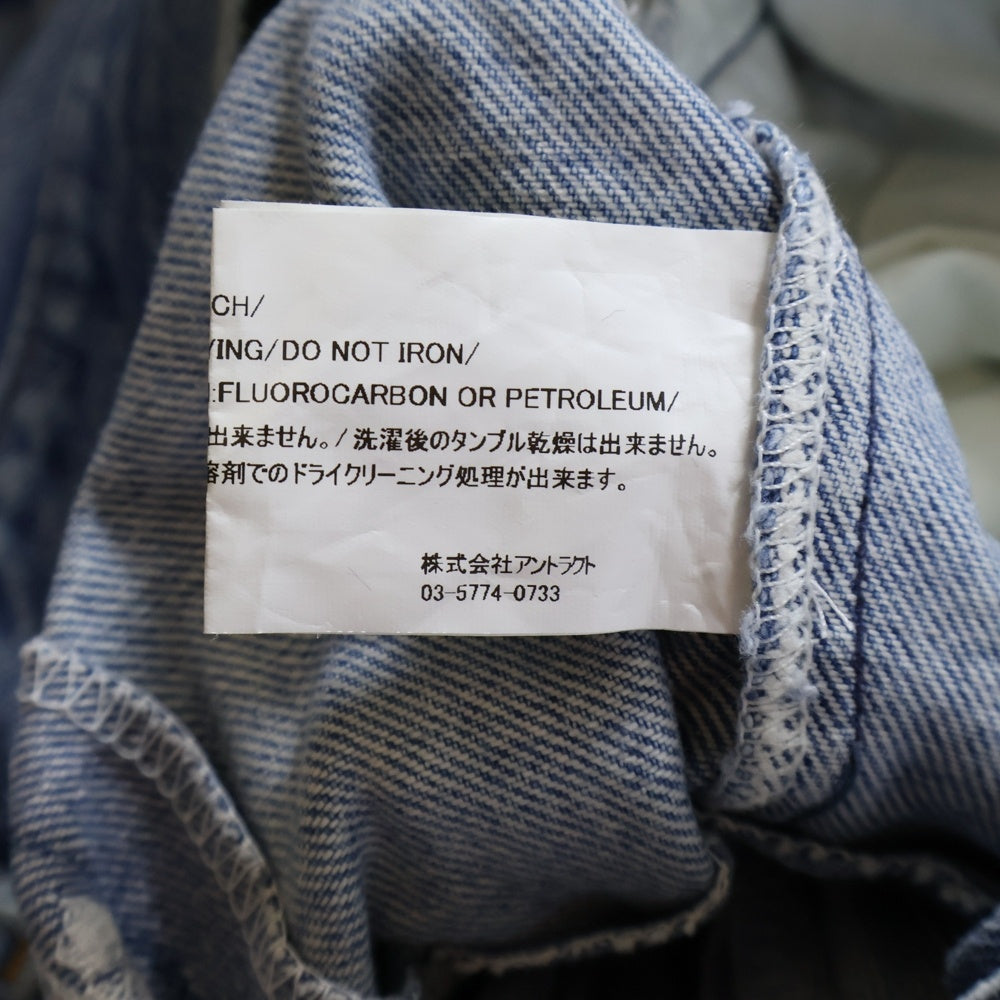 CH/
ING/DO NOT IRON/
:FLUOROCARBON OR PETROLEUM/
出来ません。/洗濯後のタンブル乾燥は出来ません。
溶剤でのドライクリーニング処理が出来ます。
株式会社アントラクト
03-5774-0733